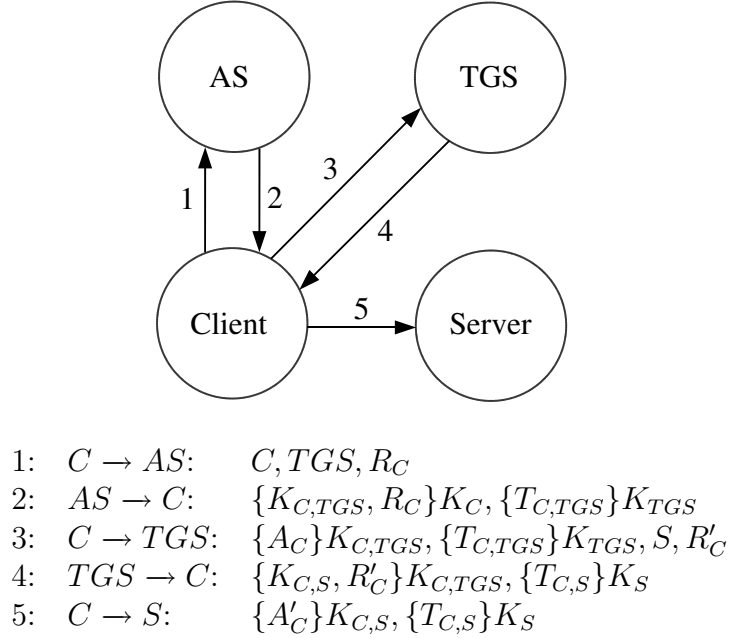 AS
TGS
1
2
3
4
Client
5
Server
1: C → AS: C, TGS, R_C
2: AS → C: {K_{C,TGS}, R_C}K_C, {T_{C,TGS}}K_{TGS}
3: C → TGS: {A_C}K_{C,TGS}, {T_{C,TGS}}K_{TGS}, S, R'_C
4: TGS → C: {K_{C,S}, R'_C}K_{C,TGS}, {T_{C,S}}K_S
5: C → S: {A'_C}K_{C,S}, {T_{C,S}}K_S